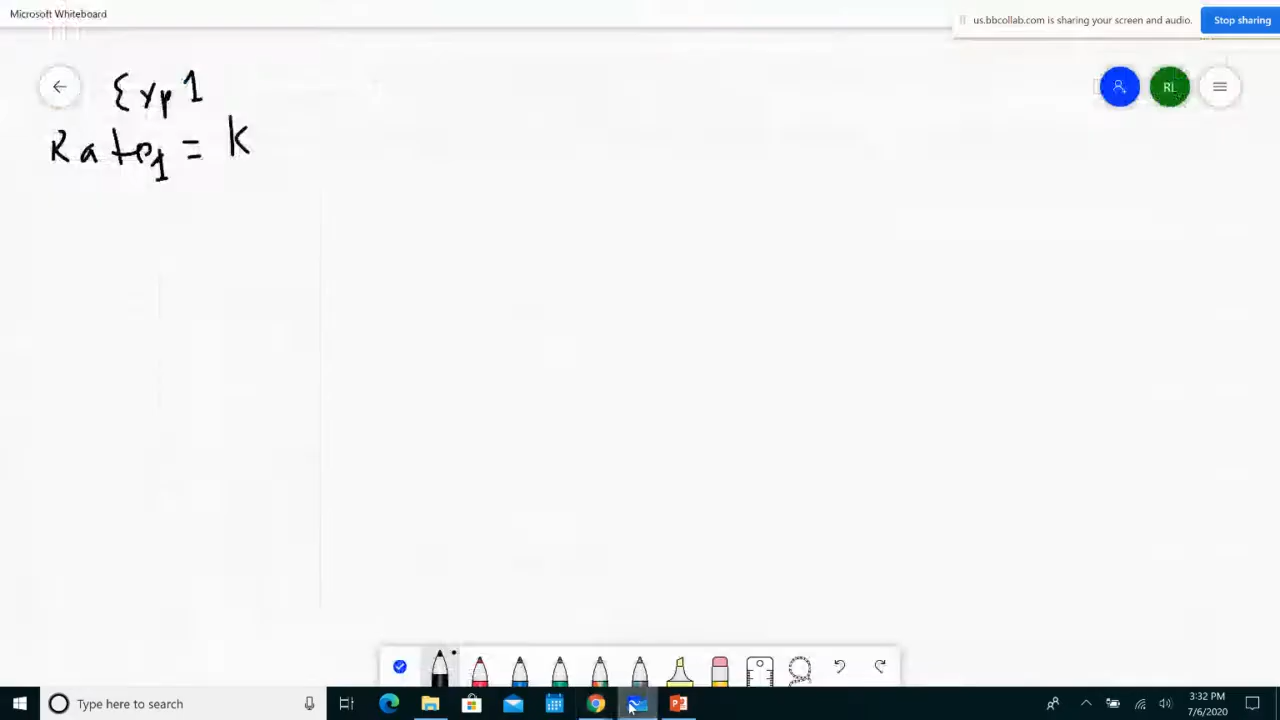 Microsoft Whiteboard
us.bbcollab.com is sharing your screen and audio.
Stop sharing
RL
Exp 1
Rate₁ = k
Type here to search
3:32 PM
7/6/2020